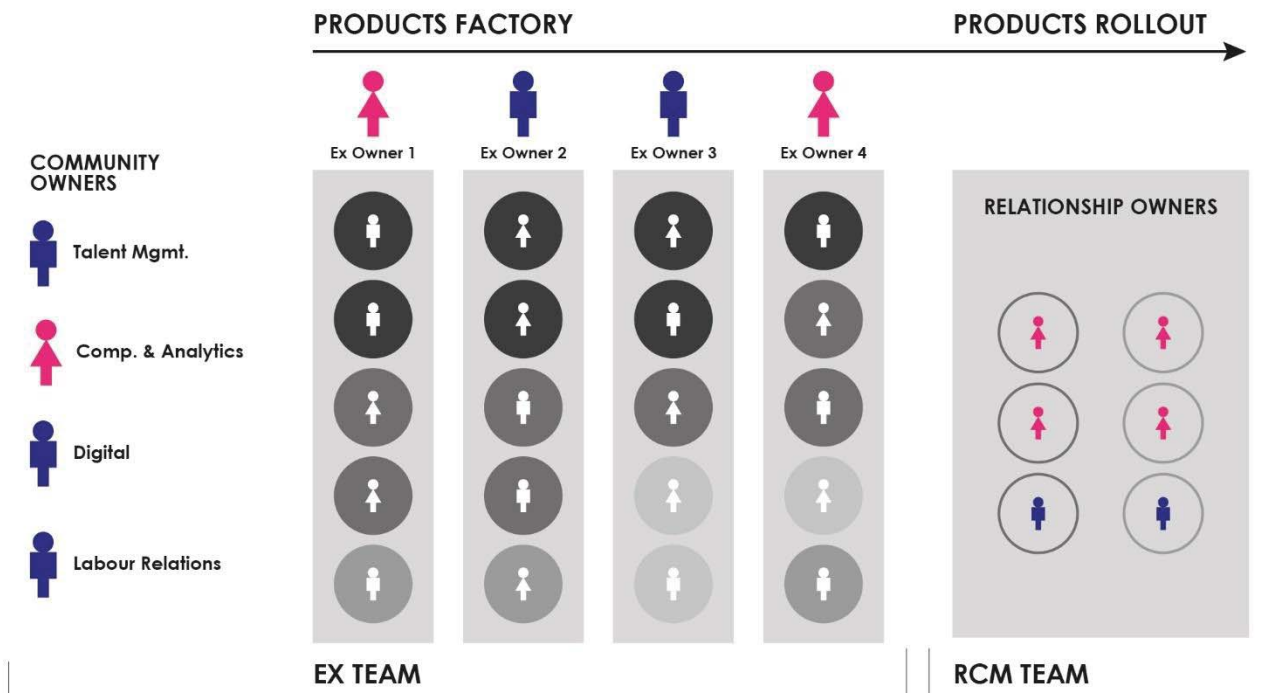 PRODUCTS FACTORY
PRODUCTS ROLLOUT
Ex Owner 1
Ex Owner 2
Ex Owner 3
Ex Owner 4
COMMUNITY
OWNERS
Talent Mgmt.
Comp. & Analytics
Digital
Labour Relations
RELATIONSHIP OWNERS
EX TEAM
RCM TEAM